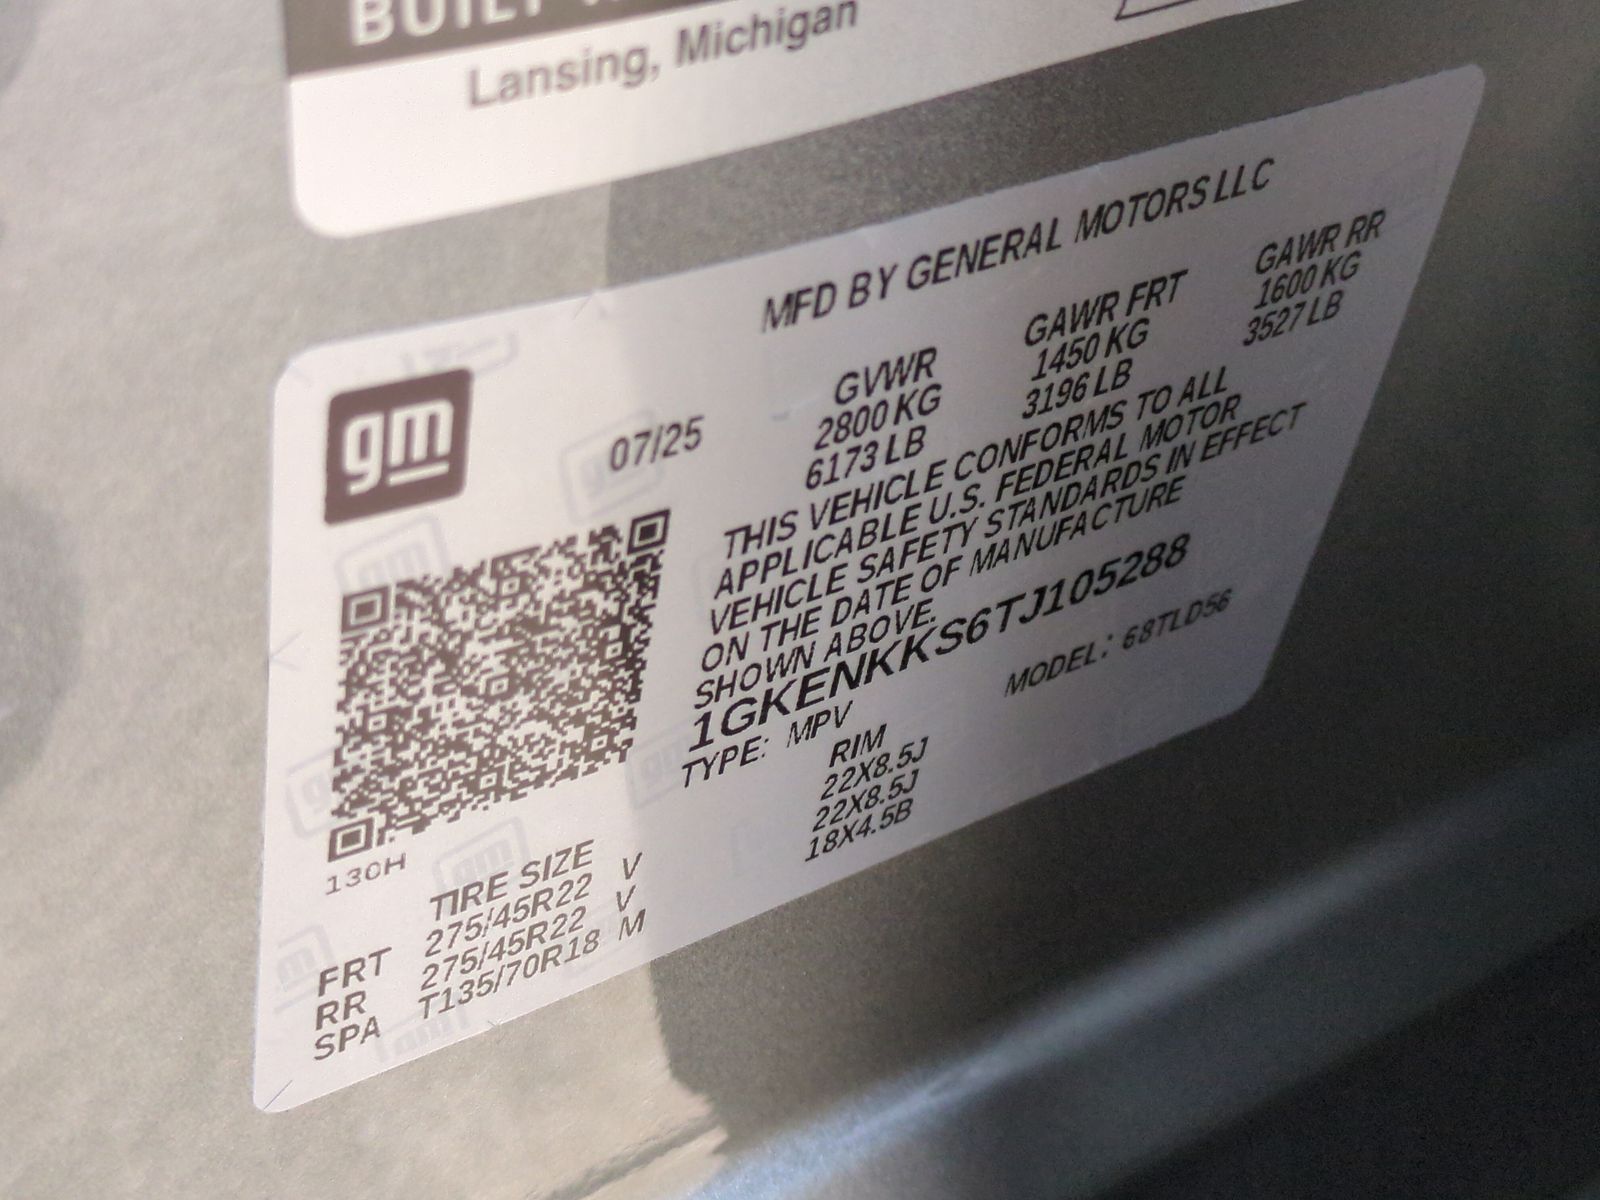 BUILT
Lansing, Michigan
MFD BY GENERAL MOTORS LLC
gm
07/25
GVWR GAWR FRT GAWR RR
2800 KG 1450 KG 1600 KG
6173 LB 3196 LB 3527 LB
THIS VEHICLE CONFORMS TO ALL
APPLICABLE U.S. FEDERAL MOTOR
VEHICLE SAFETY STANDARDS IN EFFECT
ON THE DATE OF MANUFACTURE
SHOWN ABOVE.
1GKENKKS6TJ105288
TYPE: MPV MODEL: 68TLD56
130H
TIRE SIZE RIM
FRT 275/45R22 V 22X8.5J
RR 275/45R22 V 22X8.5J
SPA T135/70R18 M 18X4.5B